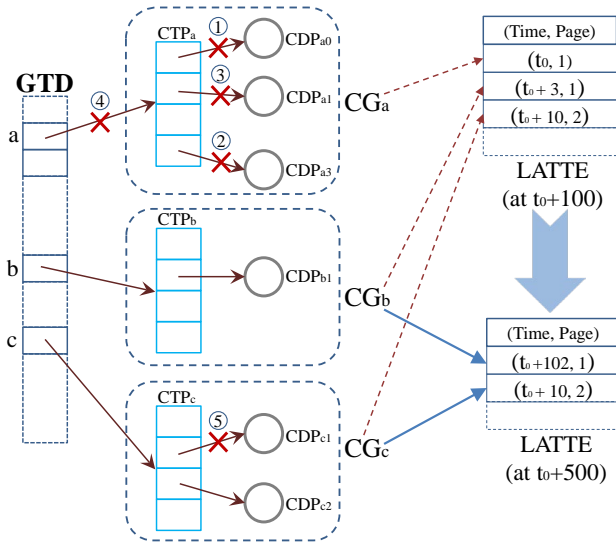 GTD
a
b
c
④
CTPa
①
③
②
CDPa0
CDPa1
CDPa3
CGa
CTPb
CDPb1
CGb
CTPc
⑤
CDPc1
CDPc2
CGc
(Time, Page)
(t0, 1)
(t0 + 3, 1)
(t0 + 10, 2)
LATTE
(at t0+100)
(Time, Page)
(t0+102, 1)
(t0 + 10, 2)
LATTE
(at t0+500)